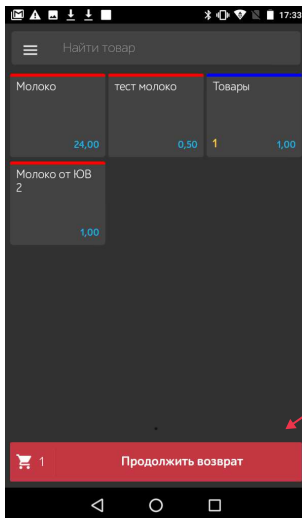 17:33
Найти товар
Молоко
24,00
тест молоко
0,50
Товары
1
1,00
Молоко от ЮВ
2
1,00
1
Продолжить возврат